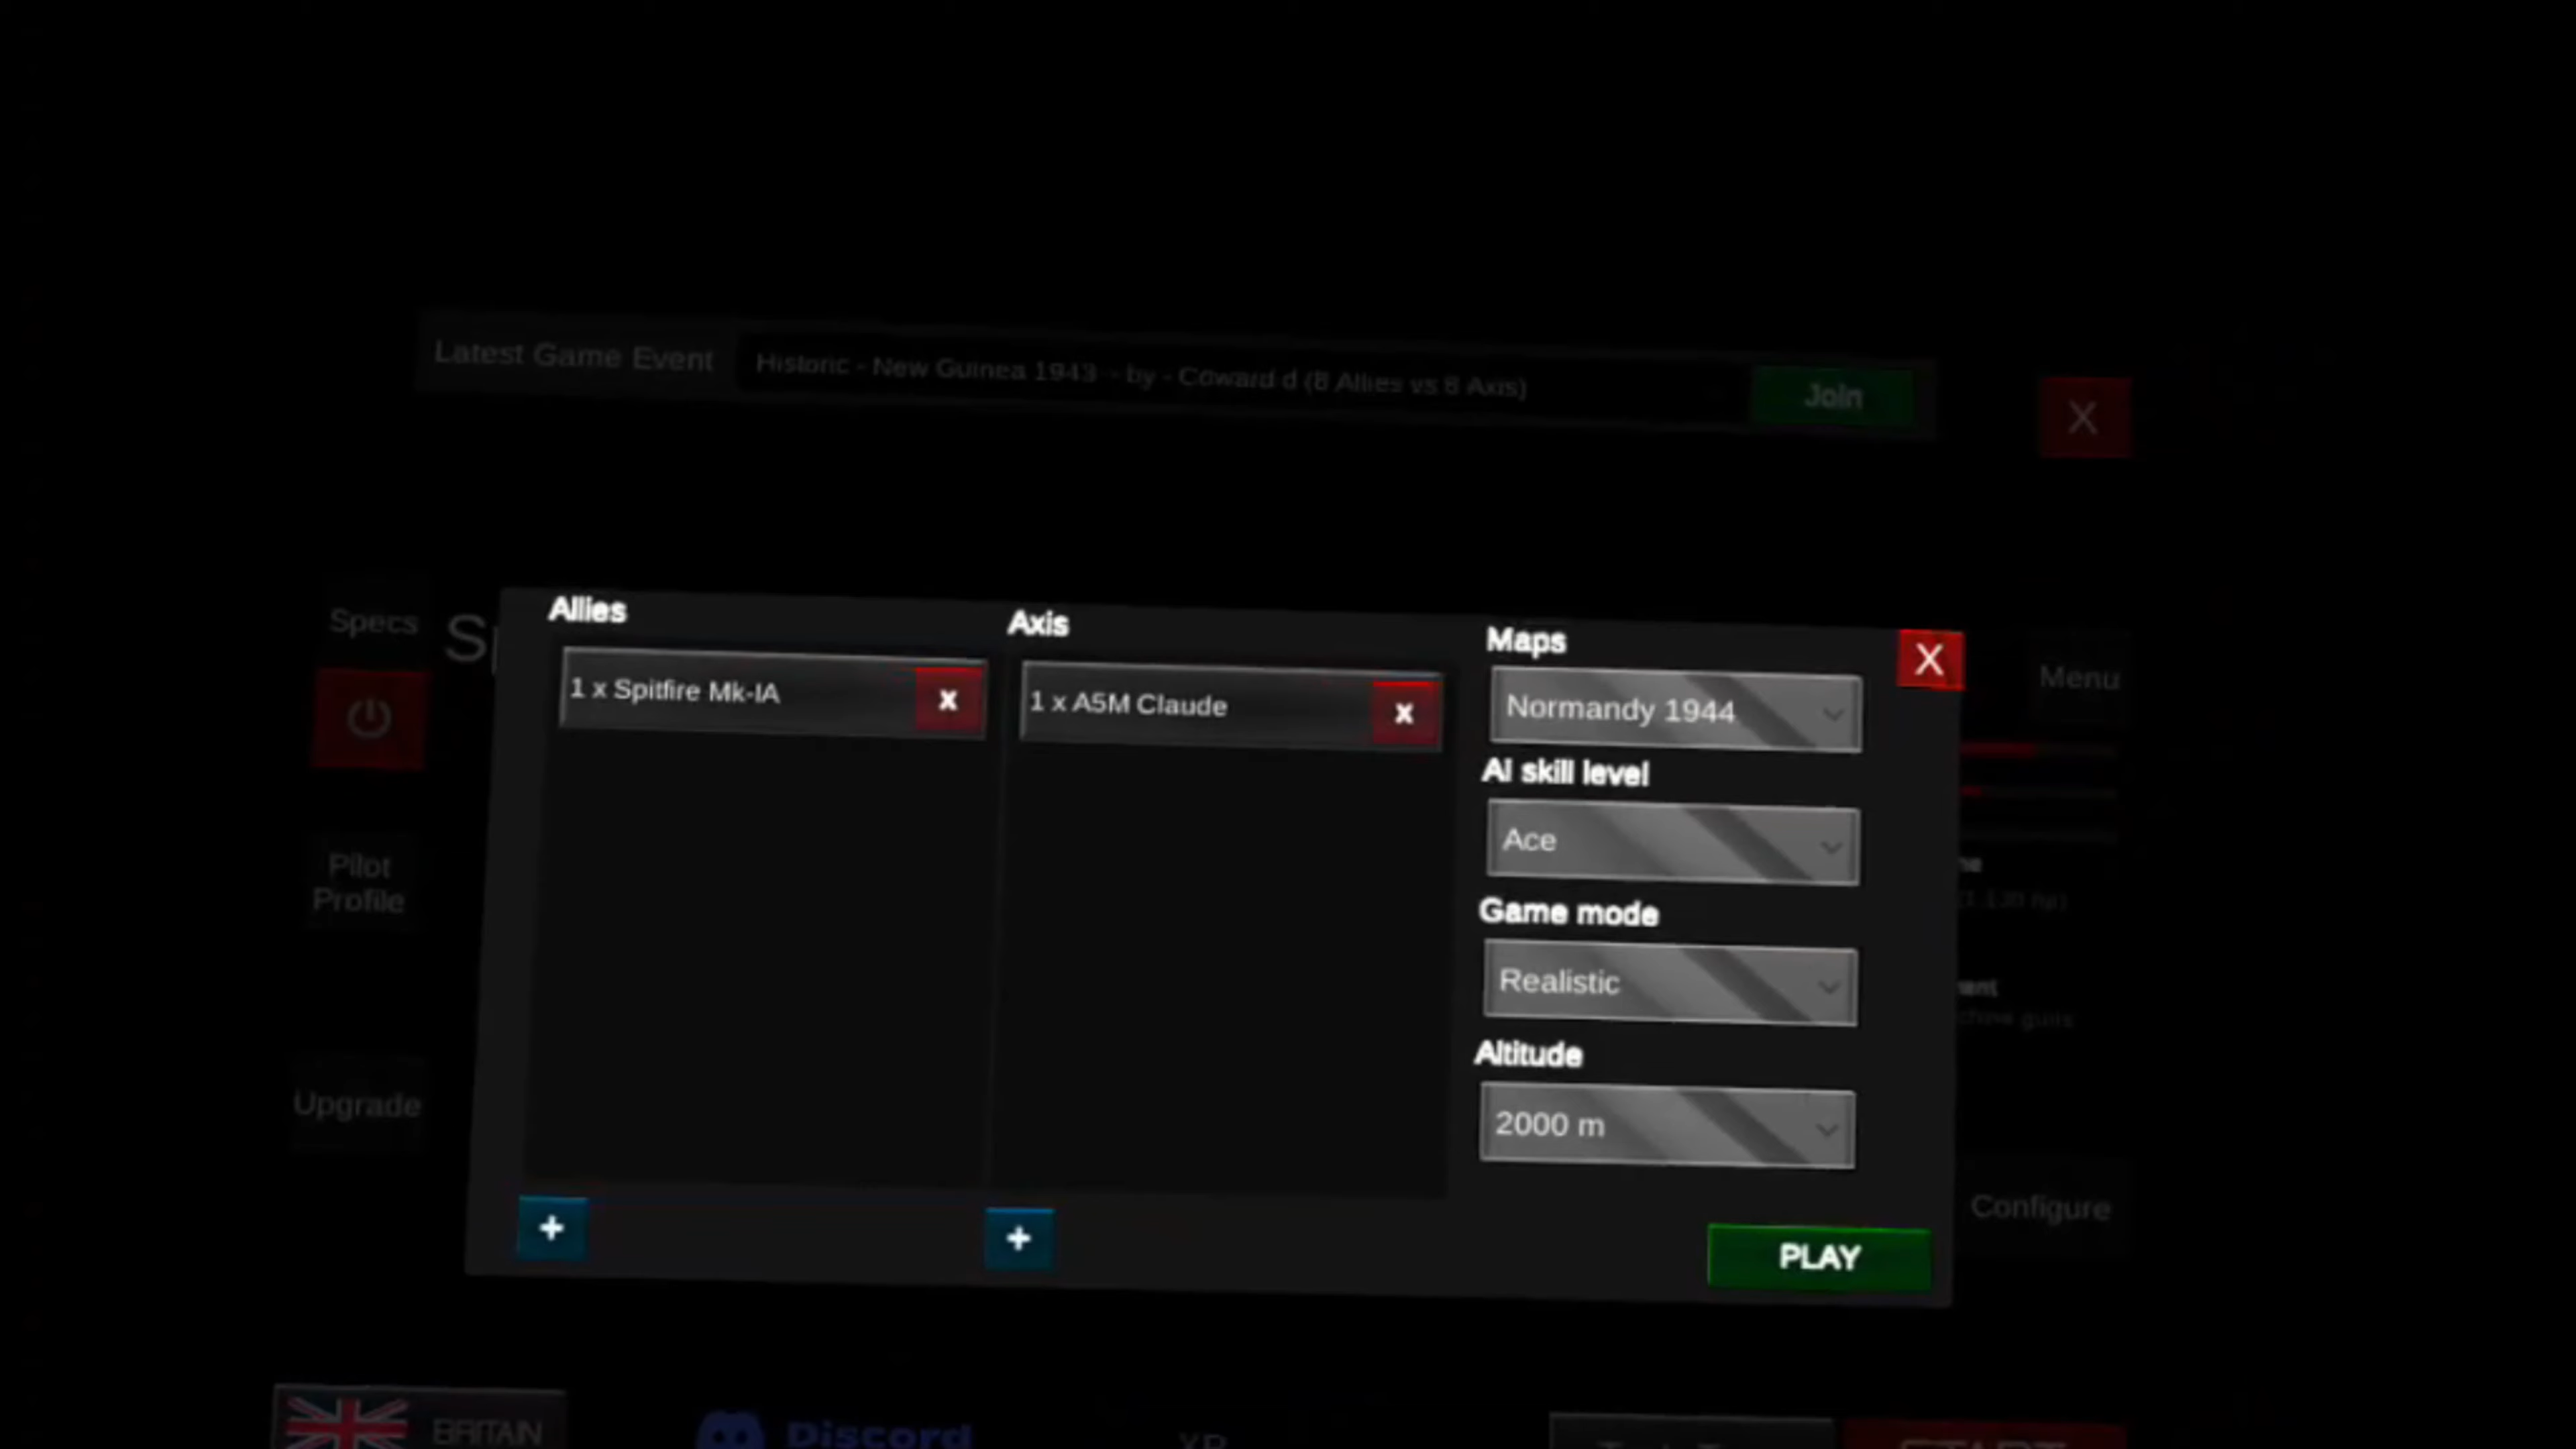 Latest Game Event
Historic - New Guinea 1943 - by - Coward d (8 Allies vs 8 Axis)
Join
X
Specs
Menu
Pilot
Profile
Upgrade
Configure
Allies
1 x Spitfire Mk-IA
x
+
Axis
1 x A5M Claude
x
+
X
Maps
Normandy 1944
Ai skill level
Ace
Game mode
Realistic
Altitude
2000 m
PLAY
BRITAIN
Discord
XP
START